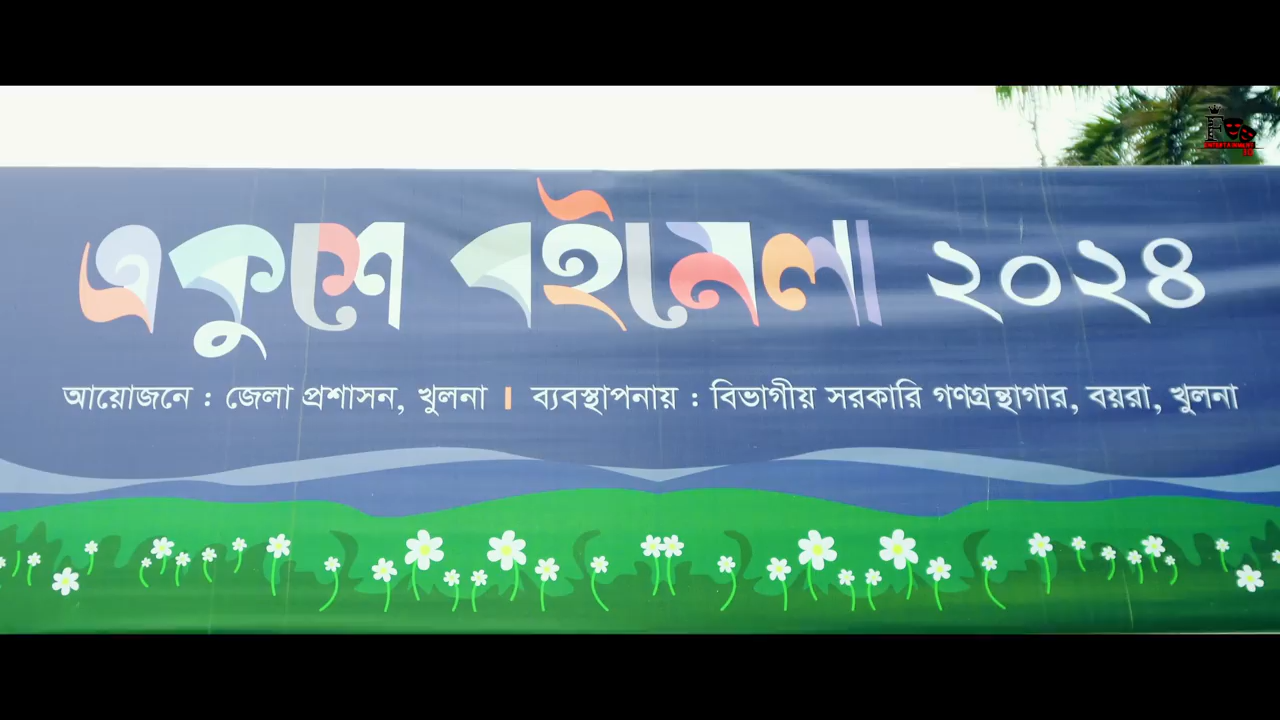 একুশে বইমেলা ২০২৪
আয়োজনে : জেলা প্রশাসন, খুলনা | ব্যবস্থাপনায় : বিভাগীয় সরকারি গণগ্রন্থাগার, বয়রা, খুলনা